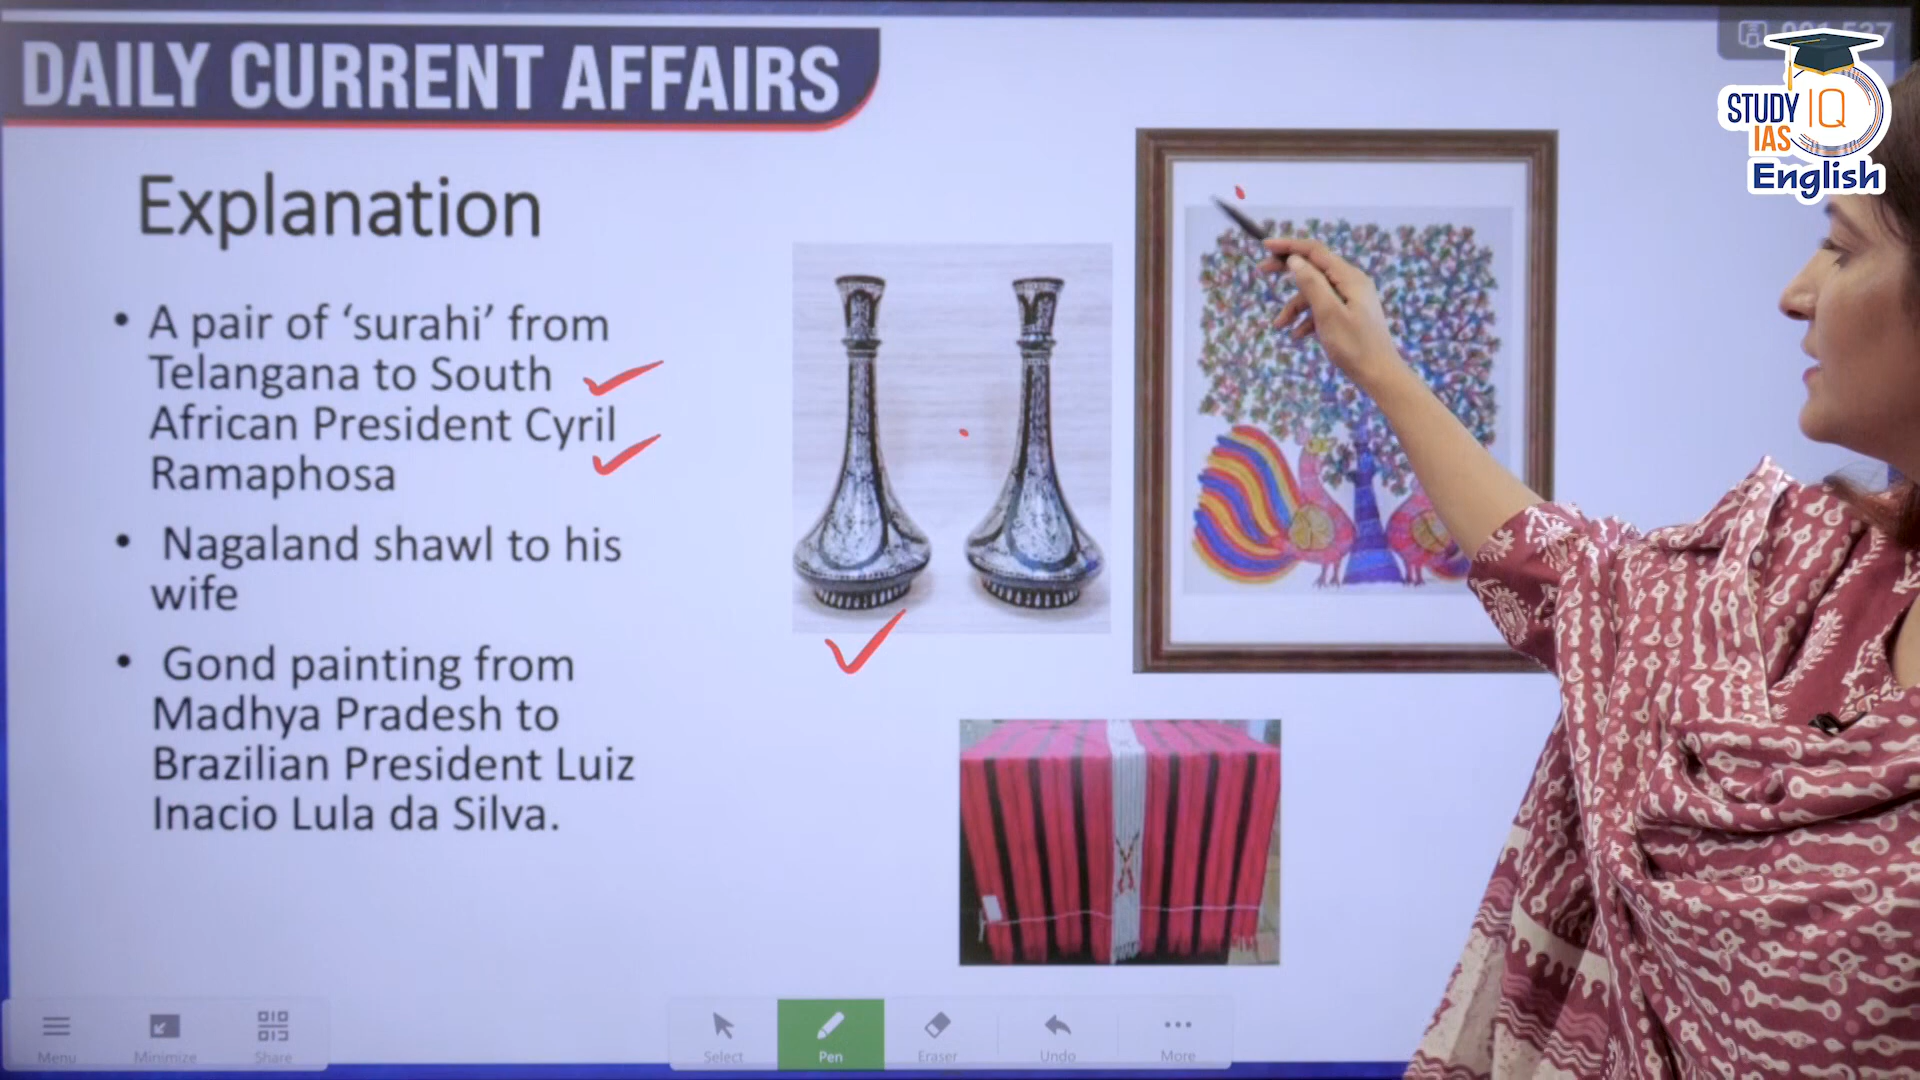 DAILY CURRENT AFFAIRS
STUDY IQ
IAS
English
Explanation
• A pair of ‘surahi’ from
Telangana to South
African President Cyril
Ramaphosa
• Nagaland shawl to his
wife
• Gond painting from
Madhya Pradesh to
Brazilian President Luiz
Inacio Lula da Silva.
Menu
Minimize
Share
Select
Pen
Eraser
Undo
More